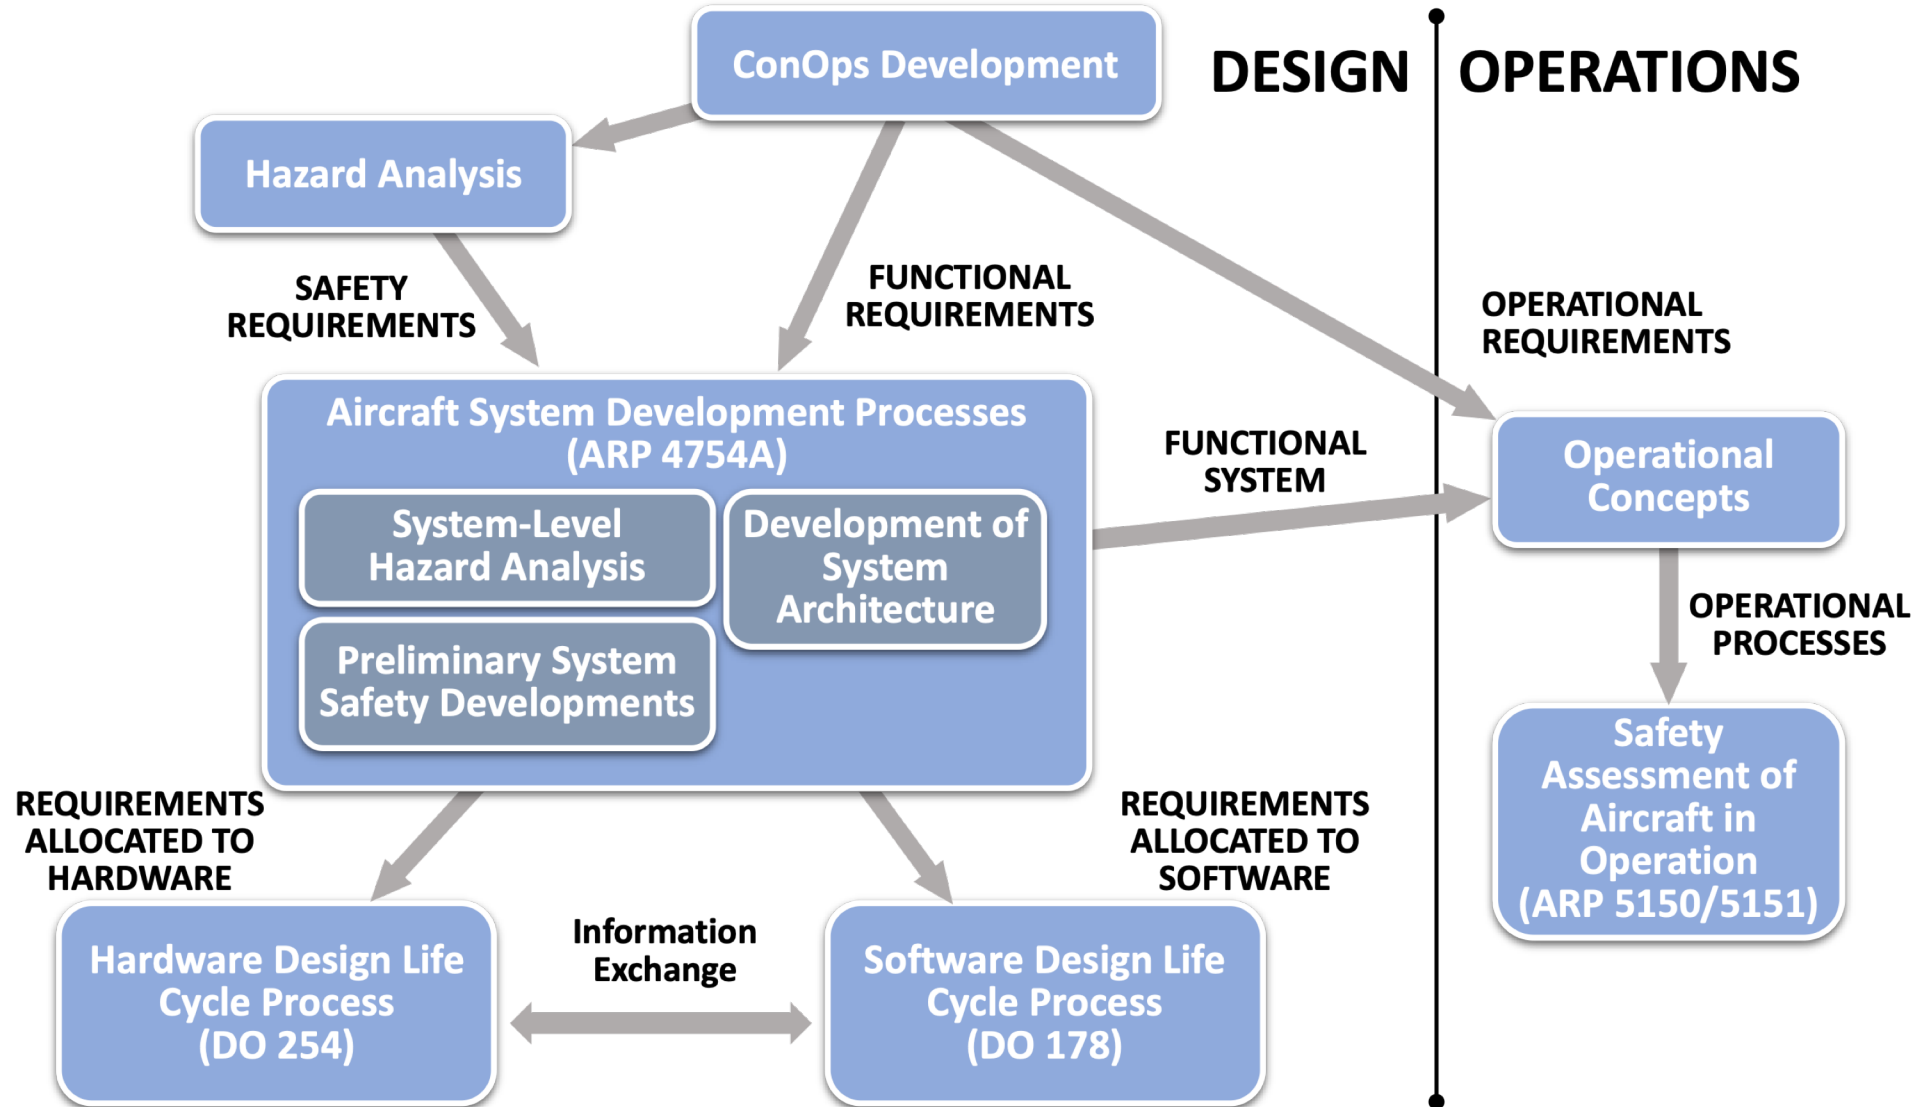 ConOps Development
DESIGN
OPERATIONS
Hazard Analysis
SAFETY
REQUIREMENTS
FUNCTIONAL
REQUIREMENTS
OPERATIONAL
REQUIREMENTS
Aircraft System Development Processes
(ARP 4754A)
System-Level
Hazard Analysis
Development of
System
Architecture
Preliminary System
Safety Developments
FUNCTIONAL
SYSTEM
Operational
Concepts
OPERATIONAL
PROCESSES
Safety
Assessment of
Aircraft in
Operation
(ARP 5150/5151)
REQUIREMENTS
ALLOCATED TO
HARDWARE
REQUIREMENTS
ALLOCATED TO
SOFTWARE
Hardware Design Life
Cycle Process
(DO 254)
Information
Exchange
Software Design Life
Cycle Process
(DO 178)